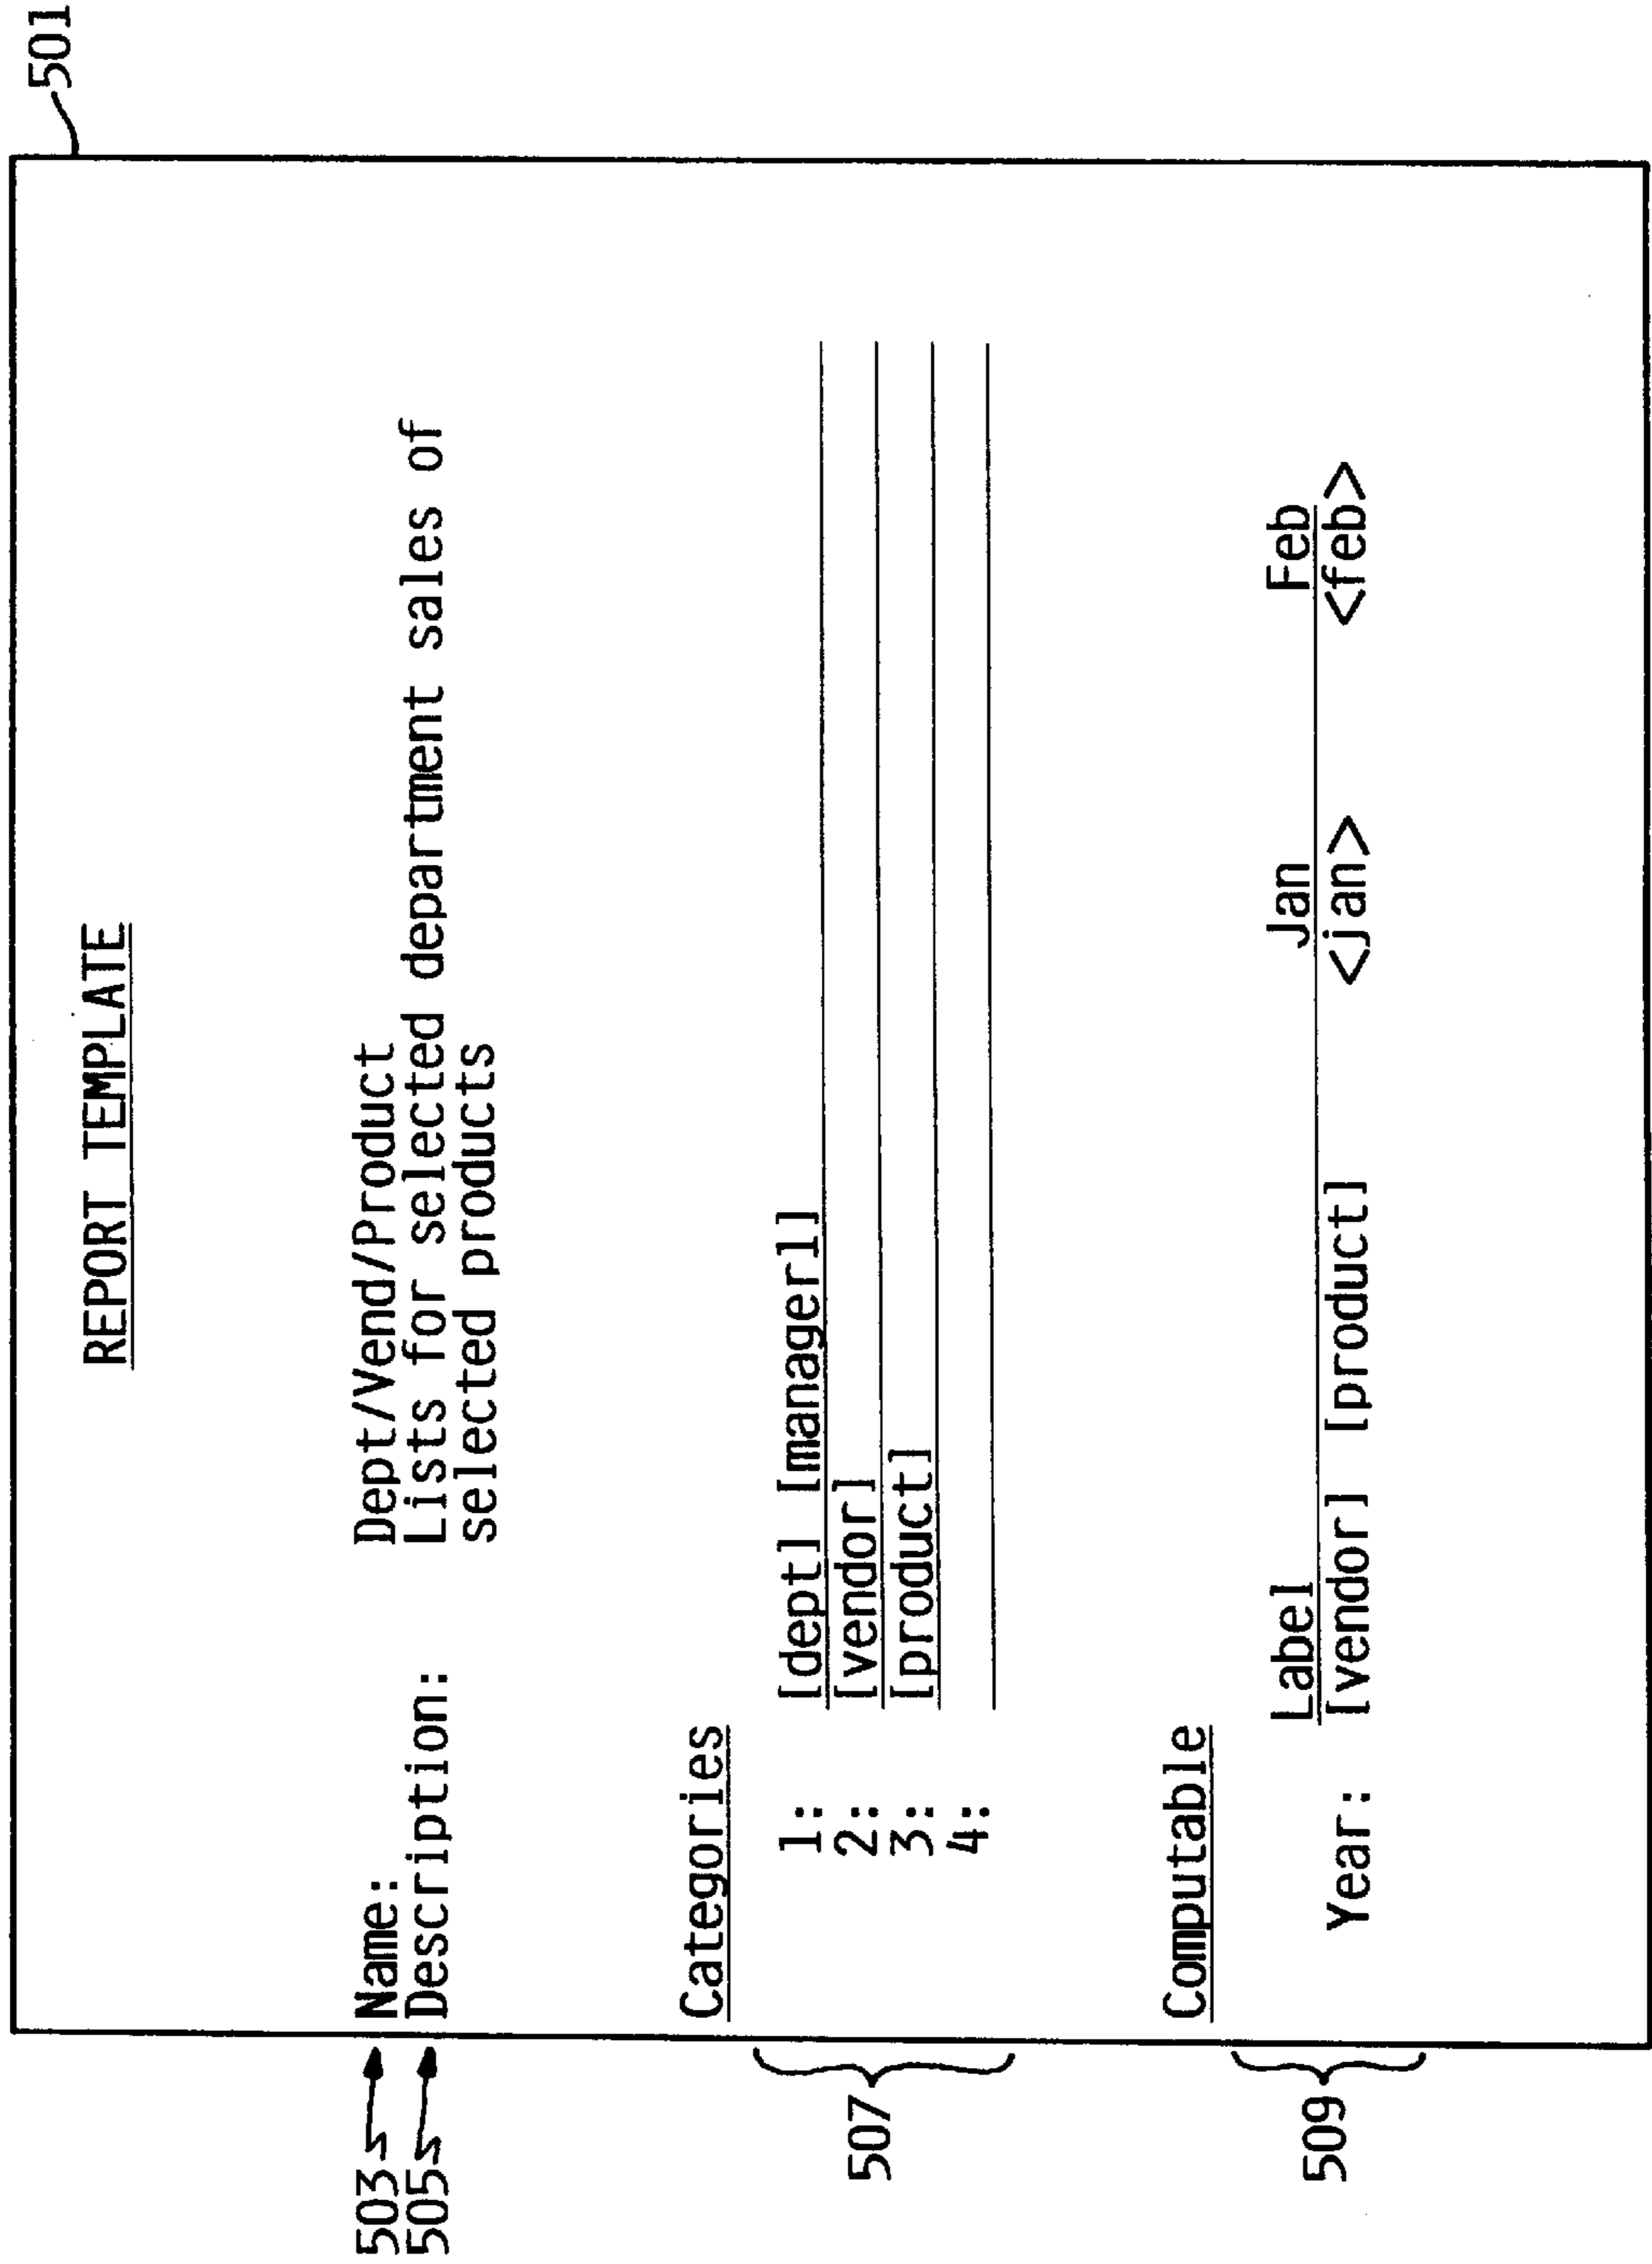 501
REPORT TEMPLATE
503 Name: Dept/Vend/Product
505 Description: Lists for selected department sales of
selected products
Categories
507
1: [dept] [manager1]
2: [vendor]
3: [product]
4:
Computable
509
Label Jan Feb
Year: [vendor] [product] <jan> <feb>